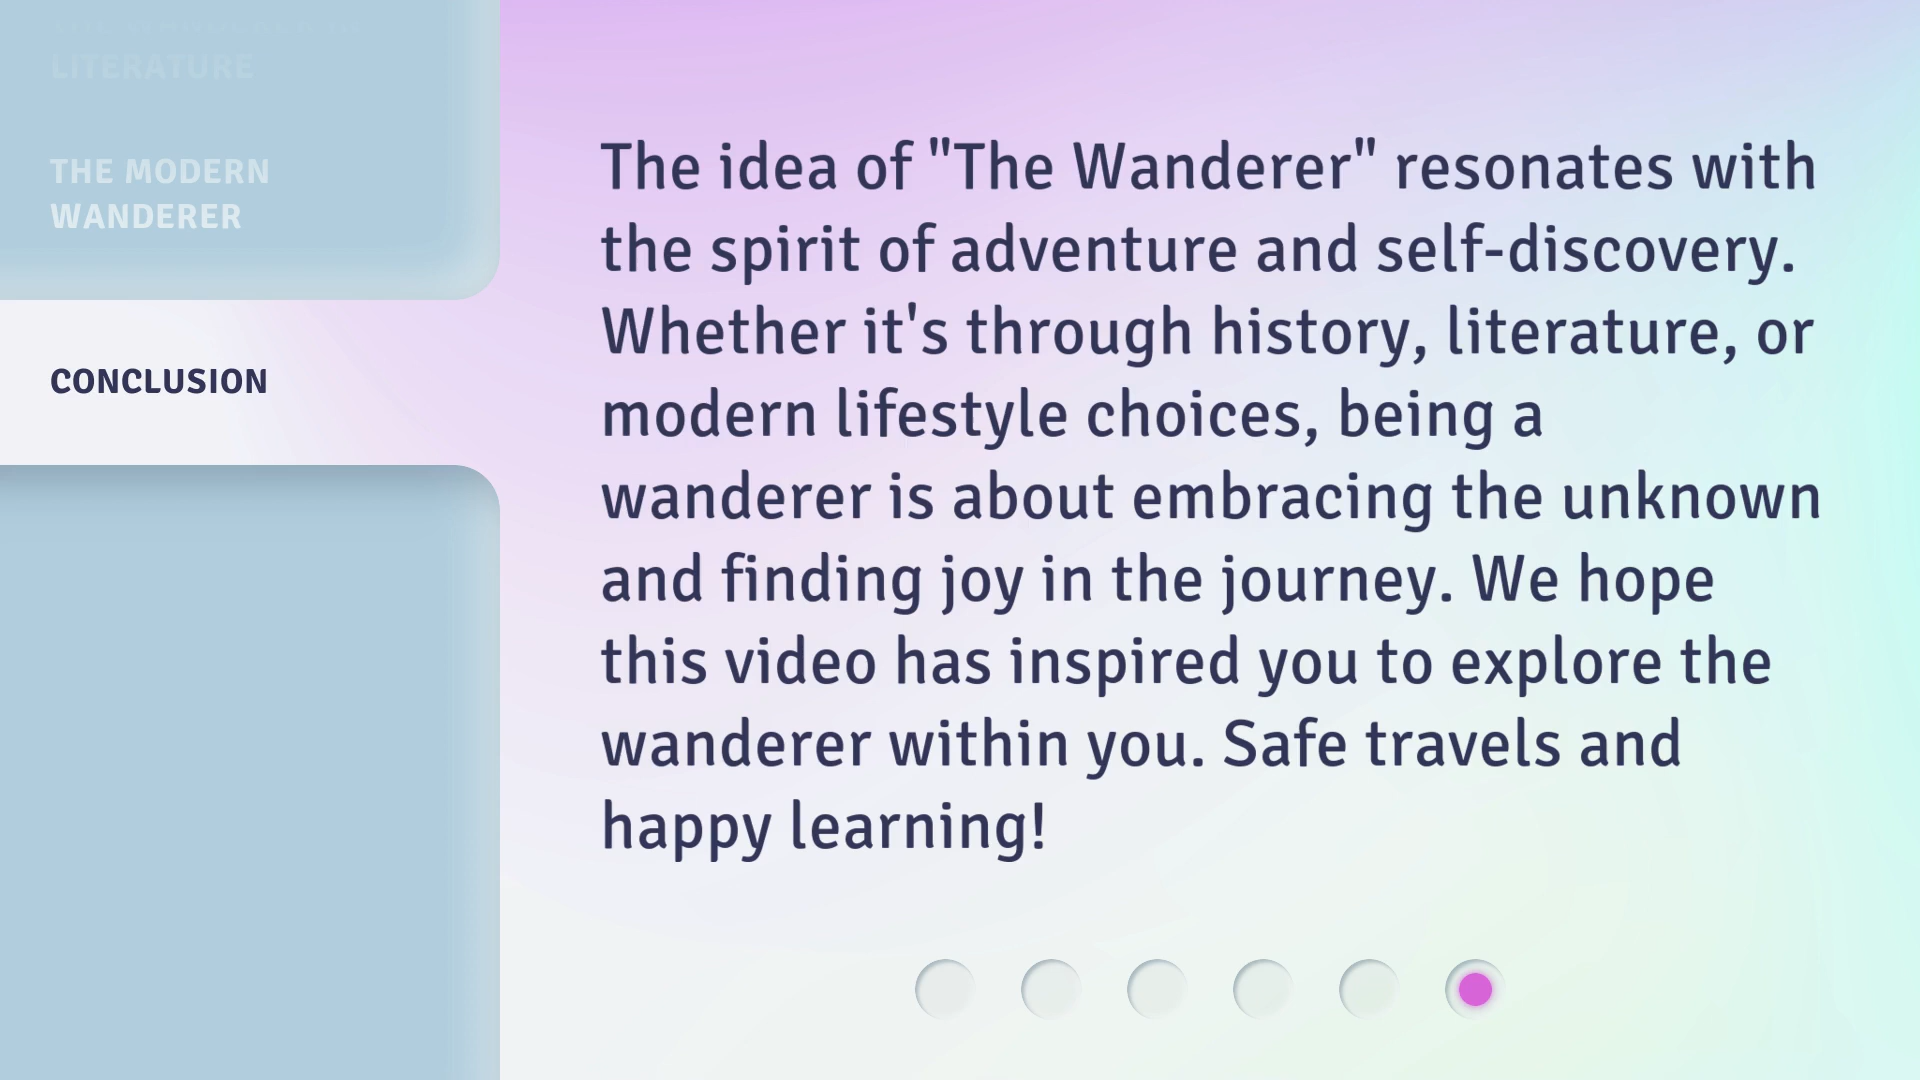 LITERATURE
THE MODERN
WANDERER
CONCLUSION
The idea of "The Wanderer" resonates with
the spirit of adventure and self-discovery.
Whether it's through history, literature, or
modern lifestyle choices, being a
wanderer is about embracing the unknown
and finding joy in the journey. We hope
this video has inspired you to explore the
wanderer within you. Safe travels and
happy learning!